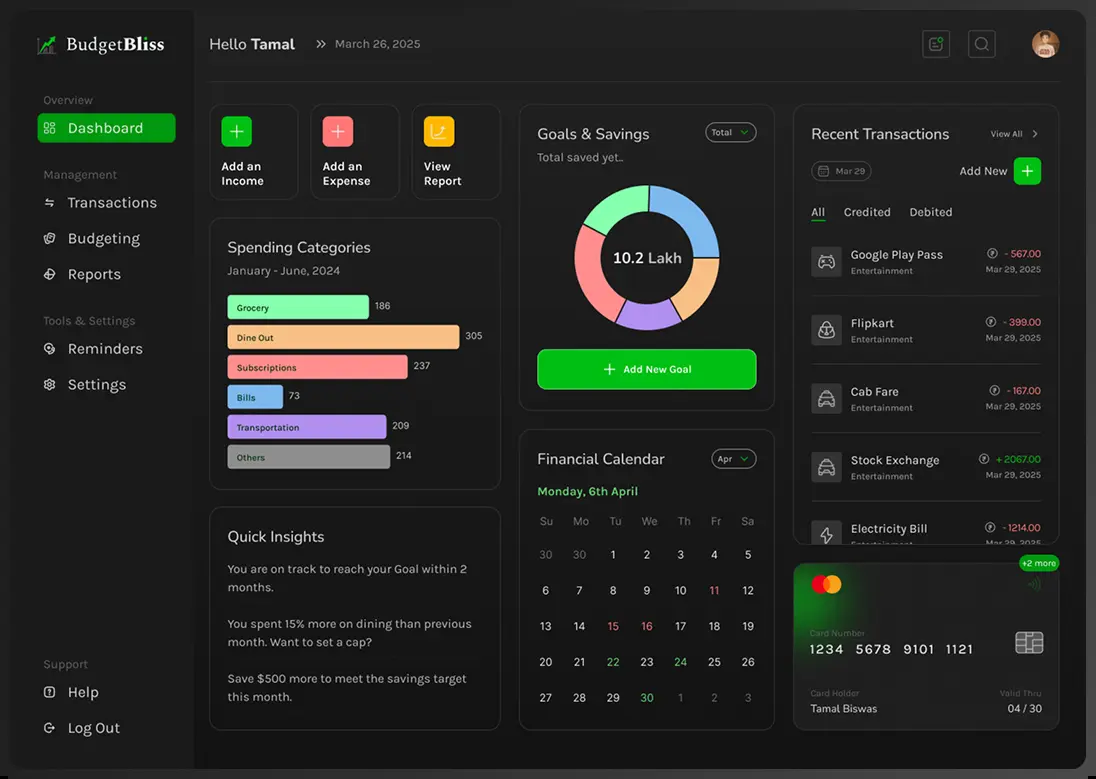 BudgetBliss
Overview
Dashboard
Management
Transactions
Budgeting
Reports
Tools & Settings
Reminders
Settings
Support
Help
Log Out
Hello Tamal
March 26, 2025
Add an
Income
Add an
Expense
View
Report
Spending Categories
January - June, 2024
Grocery 186
Dine Out 305
Subscriptions 237
Bills 73
Transportation 209
Others 214
Quick Insights
You are on track to reach your Goal within 2
months.
You spent 15% more on dining than previous
month. Want to set a cap?
Save $500 more to meet the savings target
this month.
Goals & Savings
Total
Total saved yet..
10.2 Lakh
Add New Goal
Financial Calendar
Apr
Monday, 6th April
Su Mo Tu We Th Fr Sa
30 30 1 2 3 4 5
6 7 8 9 10 11 12
13 14 15 16 17 18 19
20 21 22 23 24 25 26
27 28 29 30 1 2 3
Recent Transactions
View All
Mar 29
Add New
All Credited Debited
Google Play Pass - 567.00
Entertainment Mar 29, 2025
Flipkart - 399.00
Entertainment Mar 29, 2025
Cab Fare - 167.00
Entertainment Mar 29, 2025
Stock Exchange + 2067.00
Entertainment Mar 29, 2025
Electricity Bill - 1214.00
Entertainment Mar 29, 2025
+2 more
Card Number
1234 5678 9101 1121
Card Holder Valid Thru
Tamal Biswas 04 / 30